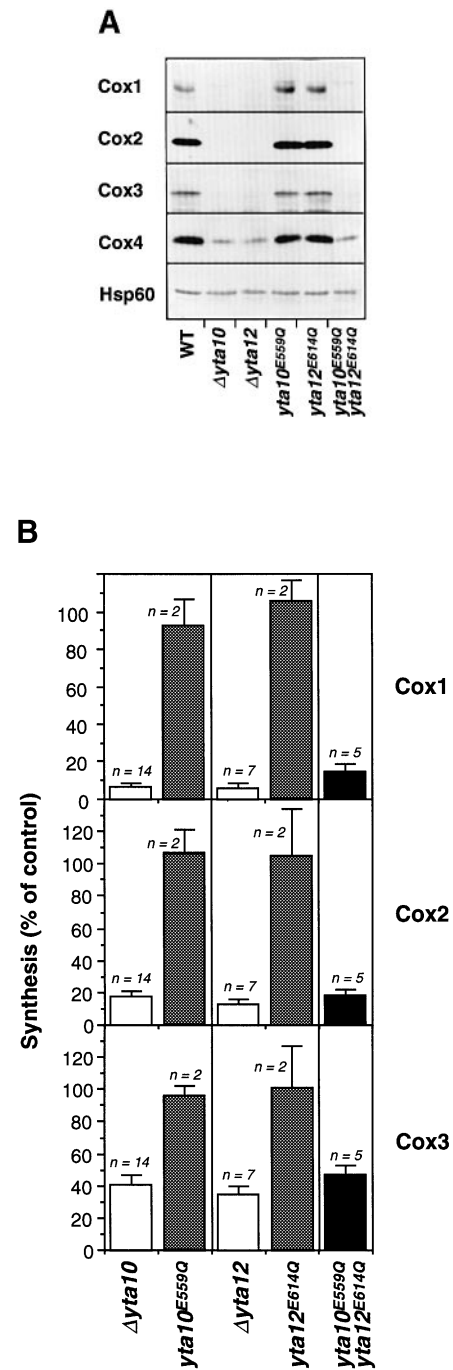 A
Cox1
Cox2
Cox3
Cox4
Hsp60
WT
Δyta10
Δyta12
yta10E559Q
yta12E614Q
yta10E559Q
yta12E614Q
B
Synthesis (% of control)
100
80
60
40
20
0
n = 14
n = 2
n = 7
n = 2
n = 5
Cox1
120
100
80
60
40
20
0
n = 14
n = 2
n = 7
n = 2
n = 5
Cox2
120
100
80
60
40
20
0
n = 14
n = 2
n = 7
n = 2
n = 5
Cox3
Δyta10
yta10E559Q
Δyta12
yta12E614Q
yta10E559Q
yta12E614Q